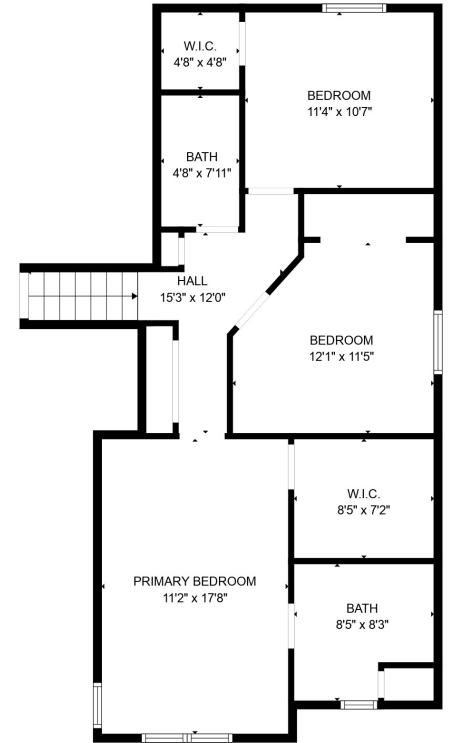 W.I.C.
4'8" x 4'8"
BEDROOM
11'4" x 10'7"
BATH
4'8" x 7'11"
HALL
15'3" x 12'0"
BEDROOM
12'1" x 11'5"
W.I.C.
8'5" x 7'2"
PRIMARY BEDROOM
11'2" x 17'8"
BATH
8'5" x 8'3"